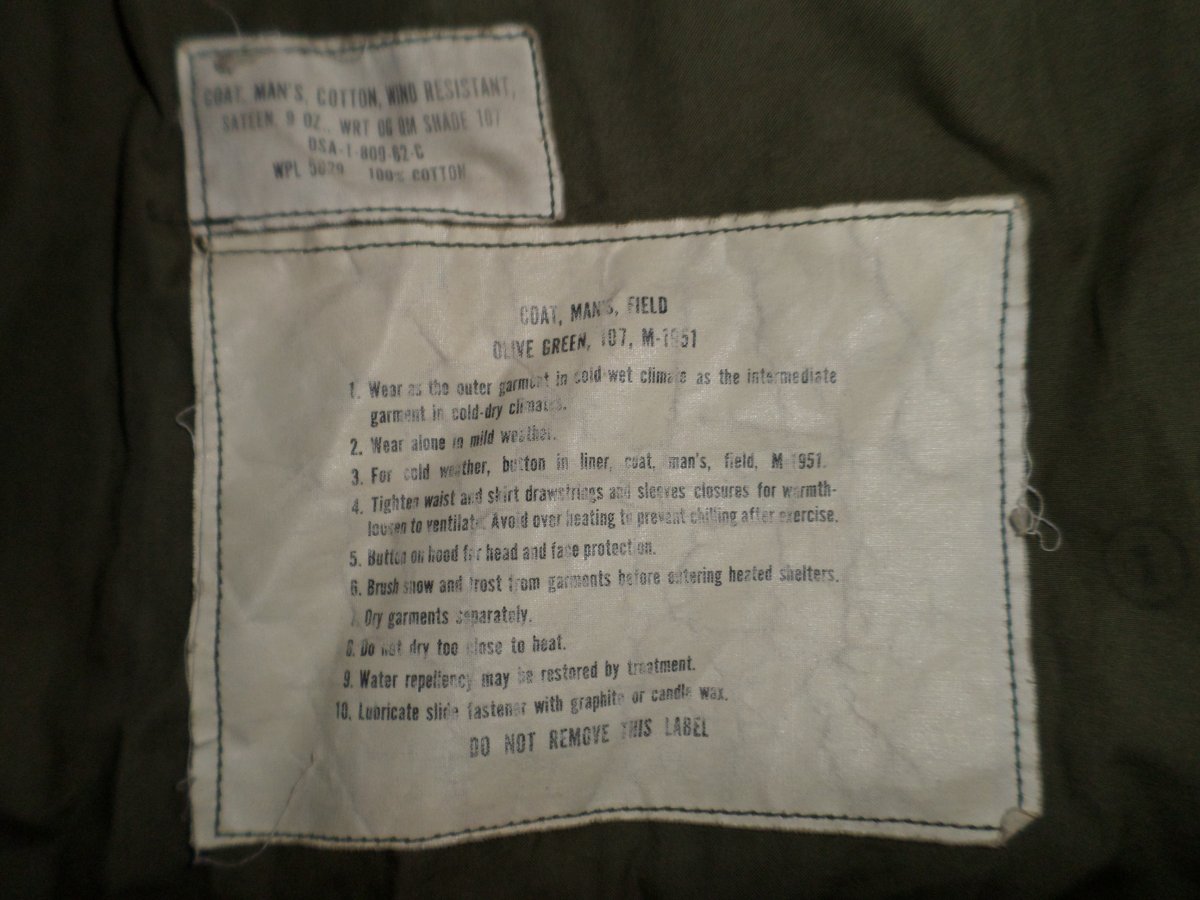 COAT, MAN'S, COTTON, WIND RESISTANT,
SATEEN, 9 OZ., WRT OG QM SHADE 107
DSA-1-809-62-C
WPL 5029 100% COTTON
COAT, MAN'S, FIELD
OLIVE GREEN, 107, M-1951
1. Wear as the outer garment in cold-wet climate as the intermediate
garment in cold-dry climates.
2. Wear alone in mild weather.
3. For cold weather, button in liner, coat, man's, field, M-1951.
4. Tighten waist and skirt drawstrings and sleeves closures for warmth-
loosen to ventilate. Avoid over heating to prevent chilling after exercise.
5. Button on hood for head and face protection.
6. Brush snow and frost from garments before entering heated shelters.
7. Dry garments separately.
8. Do not dry too close to heat.
9. Water repellency may be restored by treatment.
10. Lubricate slide fastener with graphite or candle wax.
DO NOT REMOVE THIS LABEL